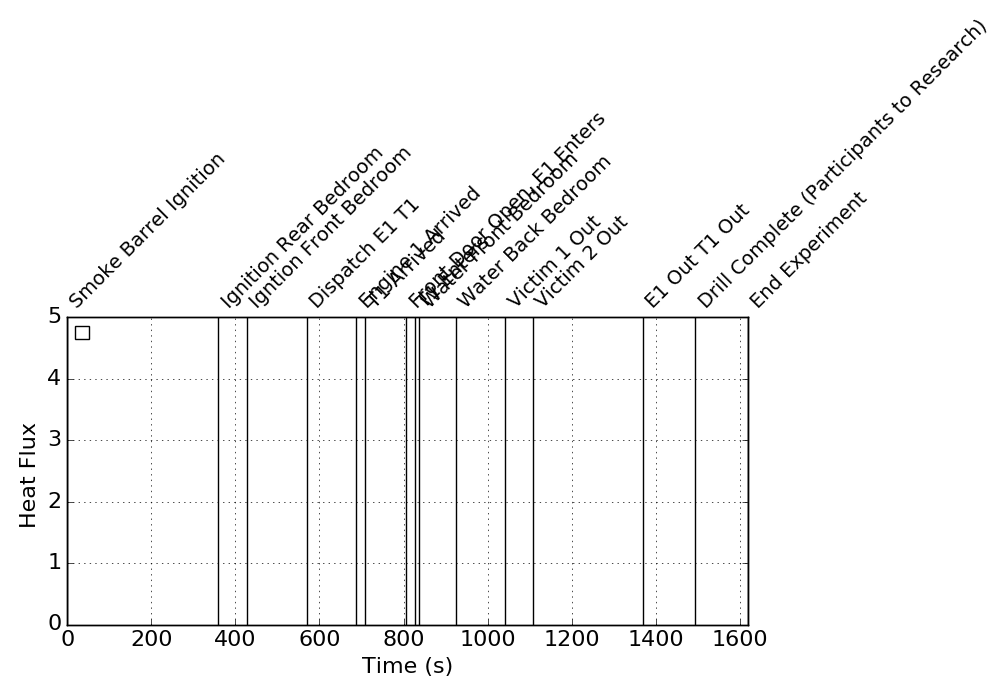 Smoke Barrel Ignition
Ignition Rear Bedroom
Igntion Front Bedroom
Dispatch E1 T1
Engine 1 Arrived
T1 Arrived
Front Door Open, E1 Enters
Water Front Bedroom
Water Back Bedroom
Victim 1 Out
Victim 2 Out
E1 Out T1 Out
Drill Complete (Participants to Research)
End Experiment
5
4
3
2
1
0
Heat Flux
0 200 400 600 800 1000 1200 1400 1600
Time (s)